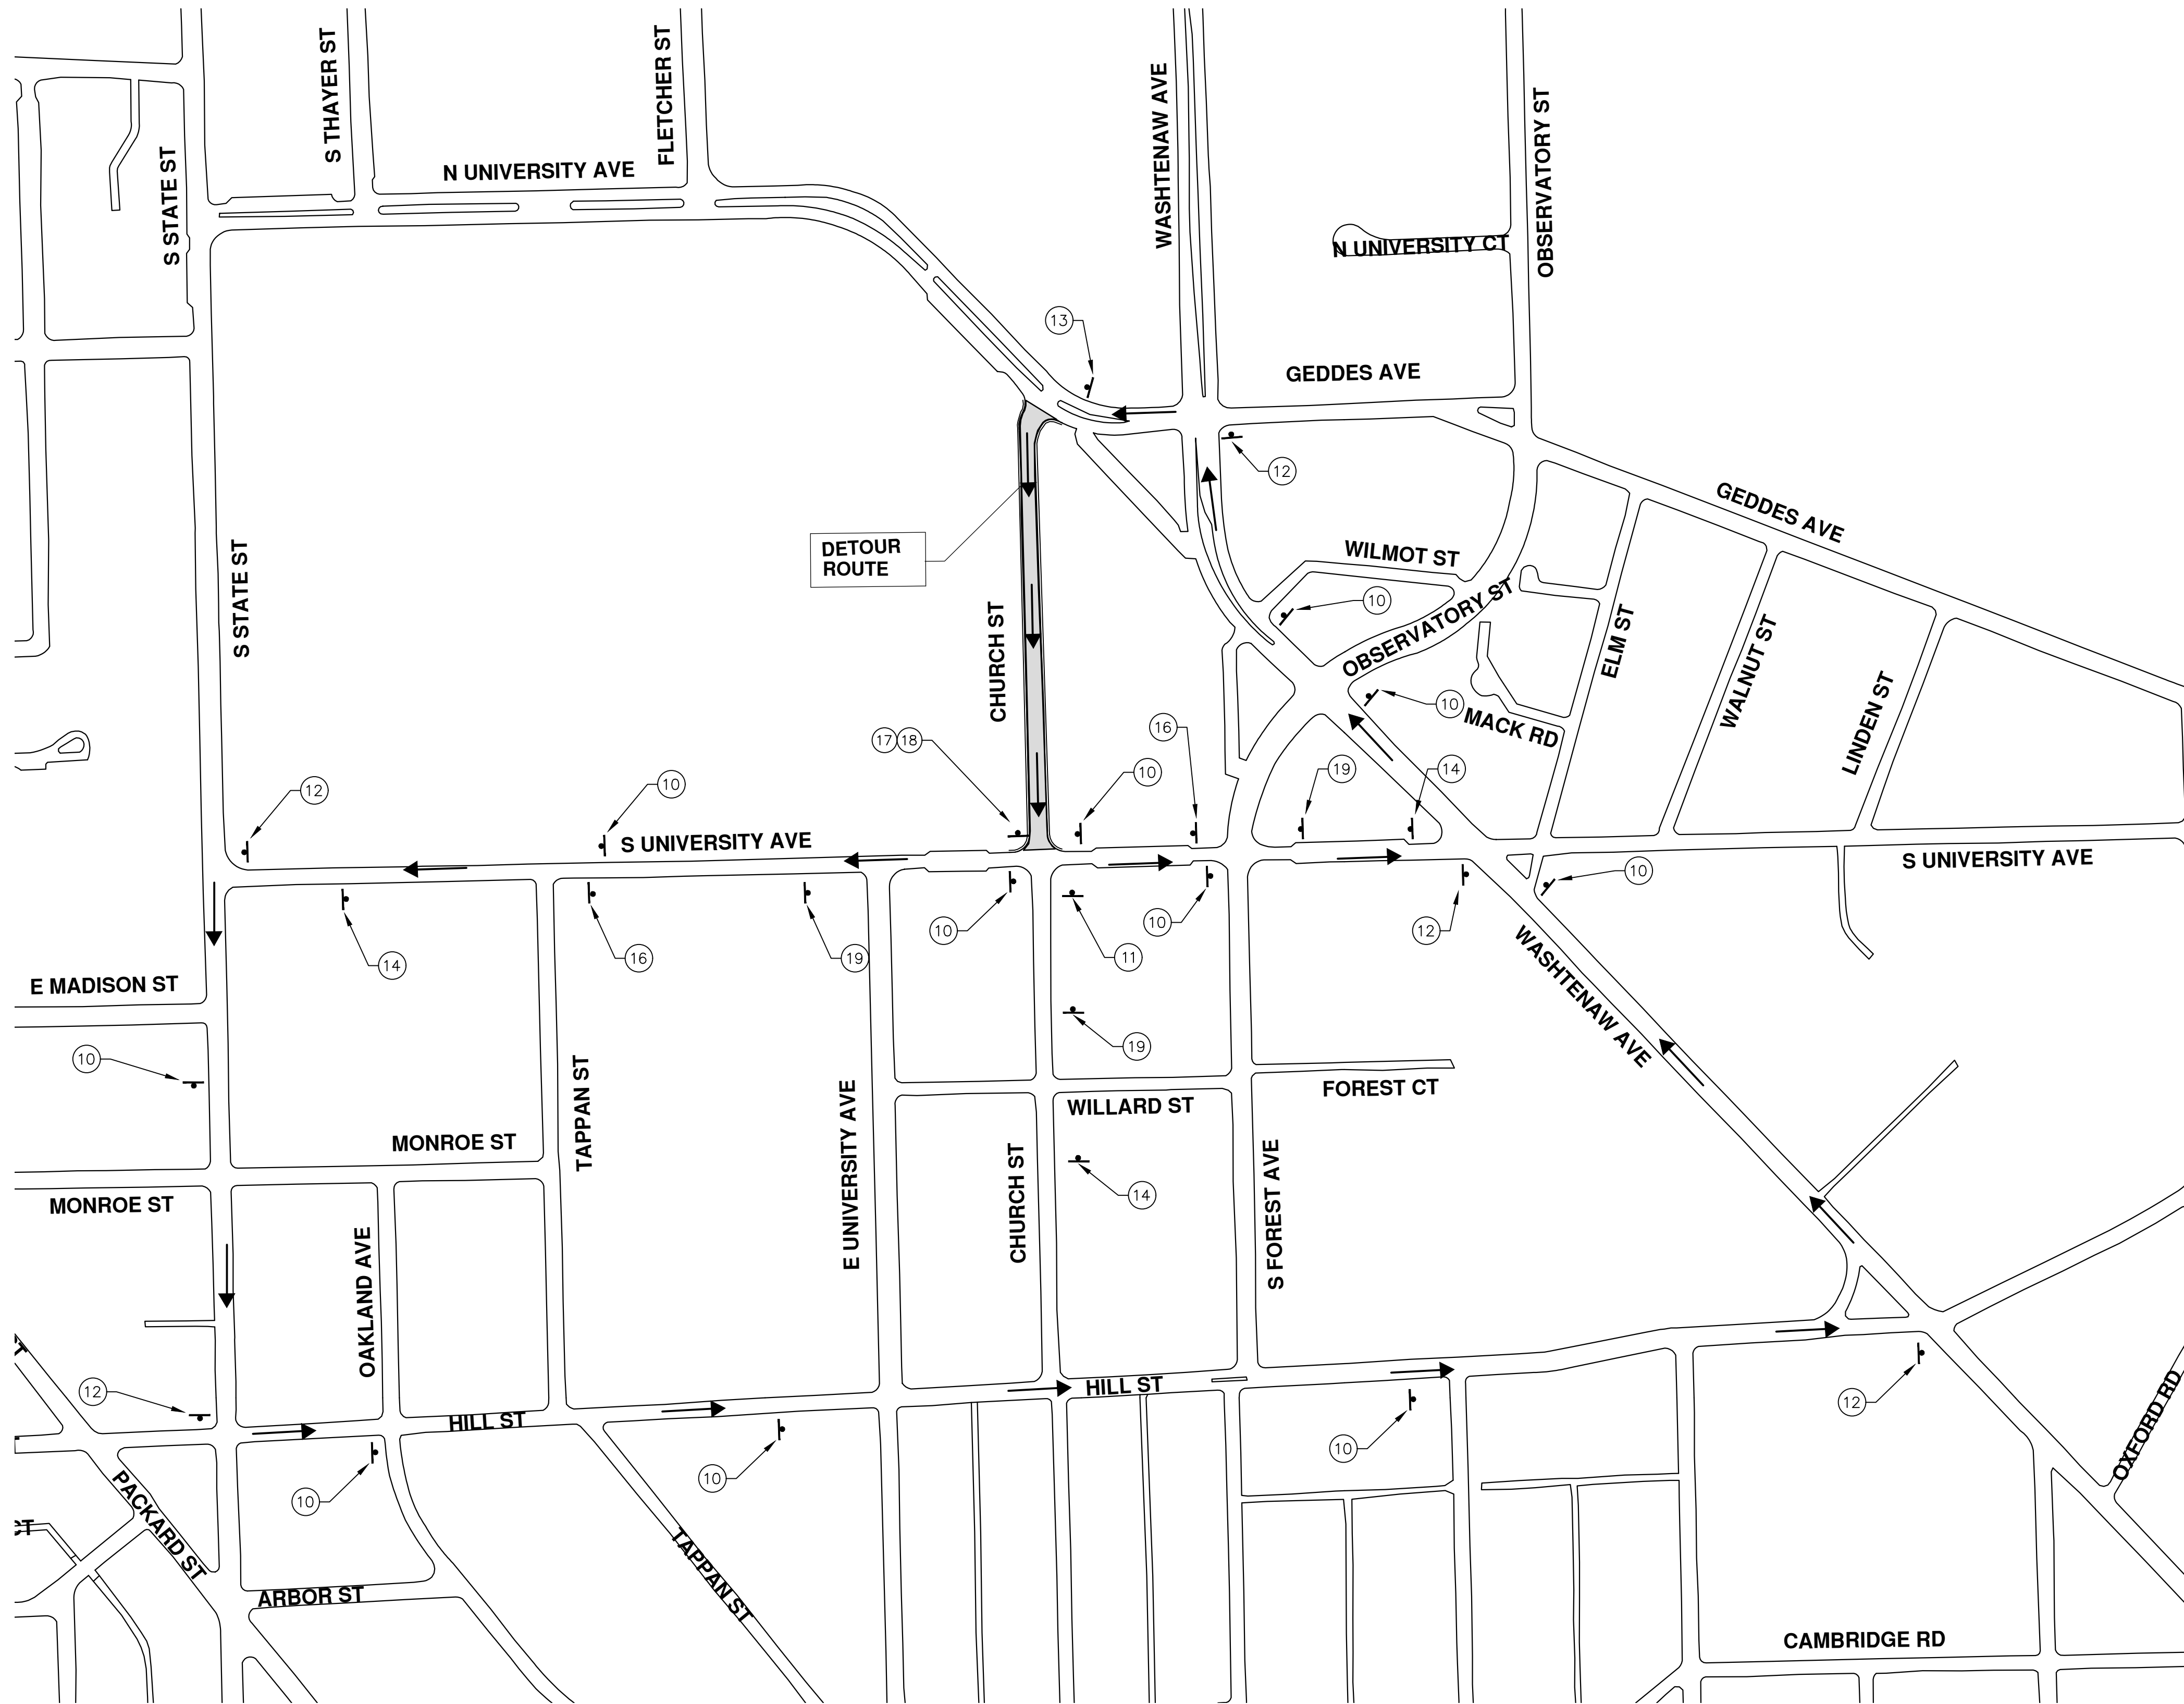 S THAYER ST
FLETCHER ST
WASHTENAW AVE
OBSERVATORY ST
S STATE ST
N UNIVERSITY AVE
N UNIVERSITY CT
13
GEDDES AVE
12
GEDDES AVE
DETOUR
ROUTE
WILMOT ST
S STATE ST
CHURCH ST
10
OBSERVATORY ST
ELM ST
WALNUT ST
LINDEN ST
10
MACK RD
17
18
16
12
10
10
19
14
S UNIVERSITY AVE
S UNIVERSITY AVE
10
14
16
19
10
11
10
12
WASHTENAW AVE
E MADISON ST
10
19
TAPPAN ST
E UNIVERSITY AVE
FOREST CT
WILLARD ST
MONROE ST
MONROE ST
CHURCH ST
14
S FOREST AVE
OAKLAND AVE
12
HILL ST
HILL ST
12
OXFORD RD
10
10
10
PACKARD ST
TAPPAN ST
ARBOR ST
CAMBRIDGE RD